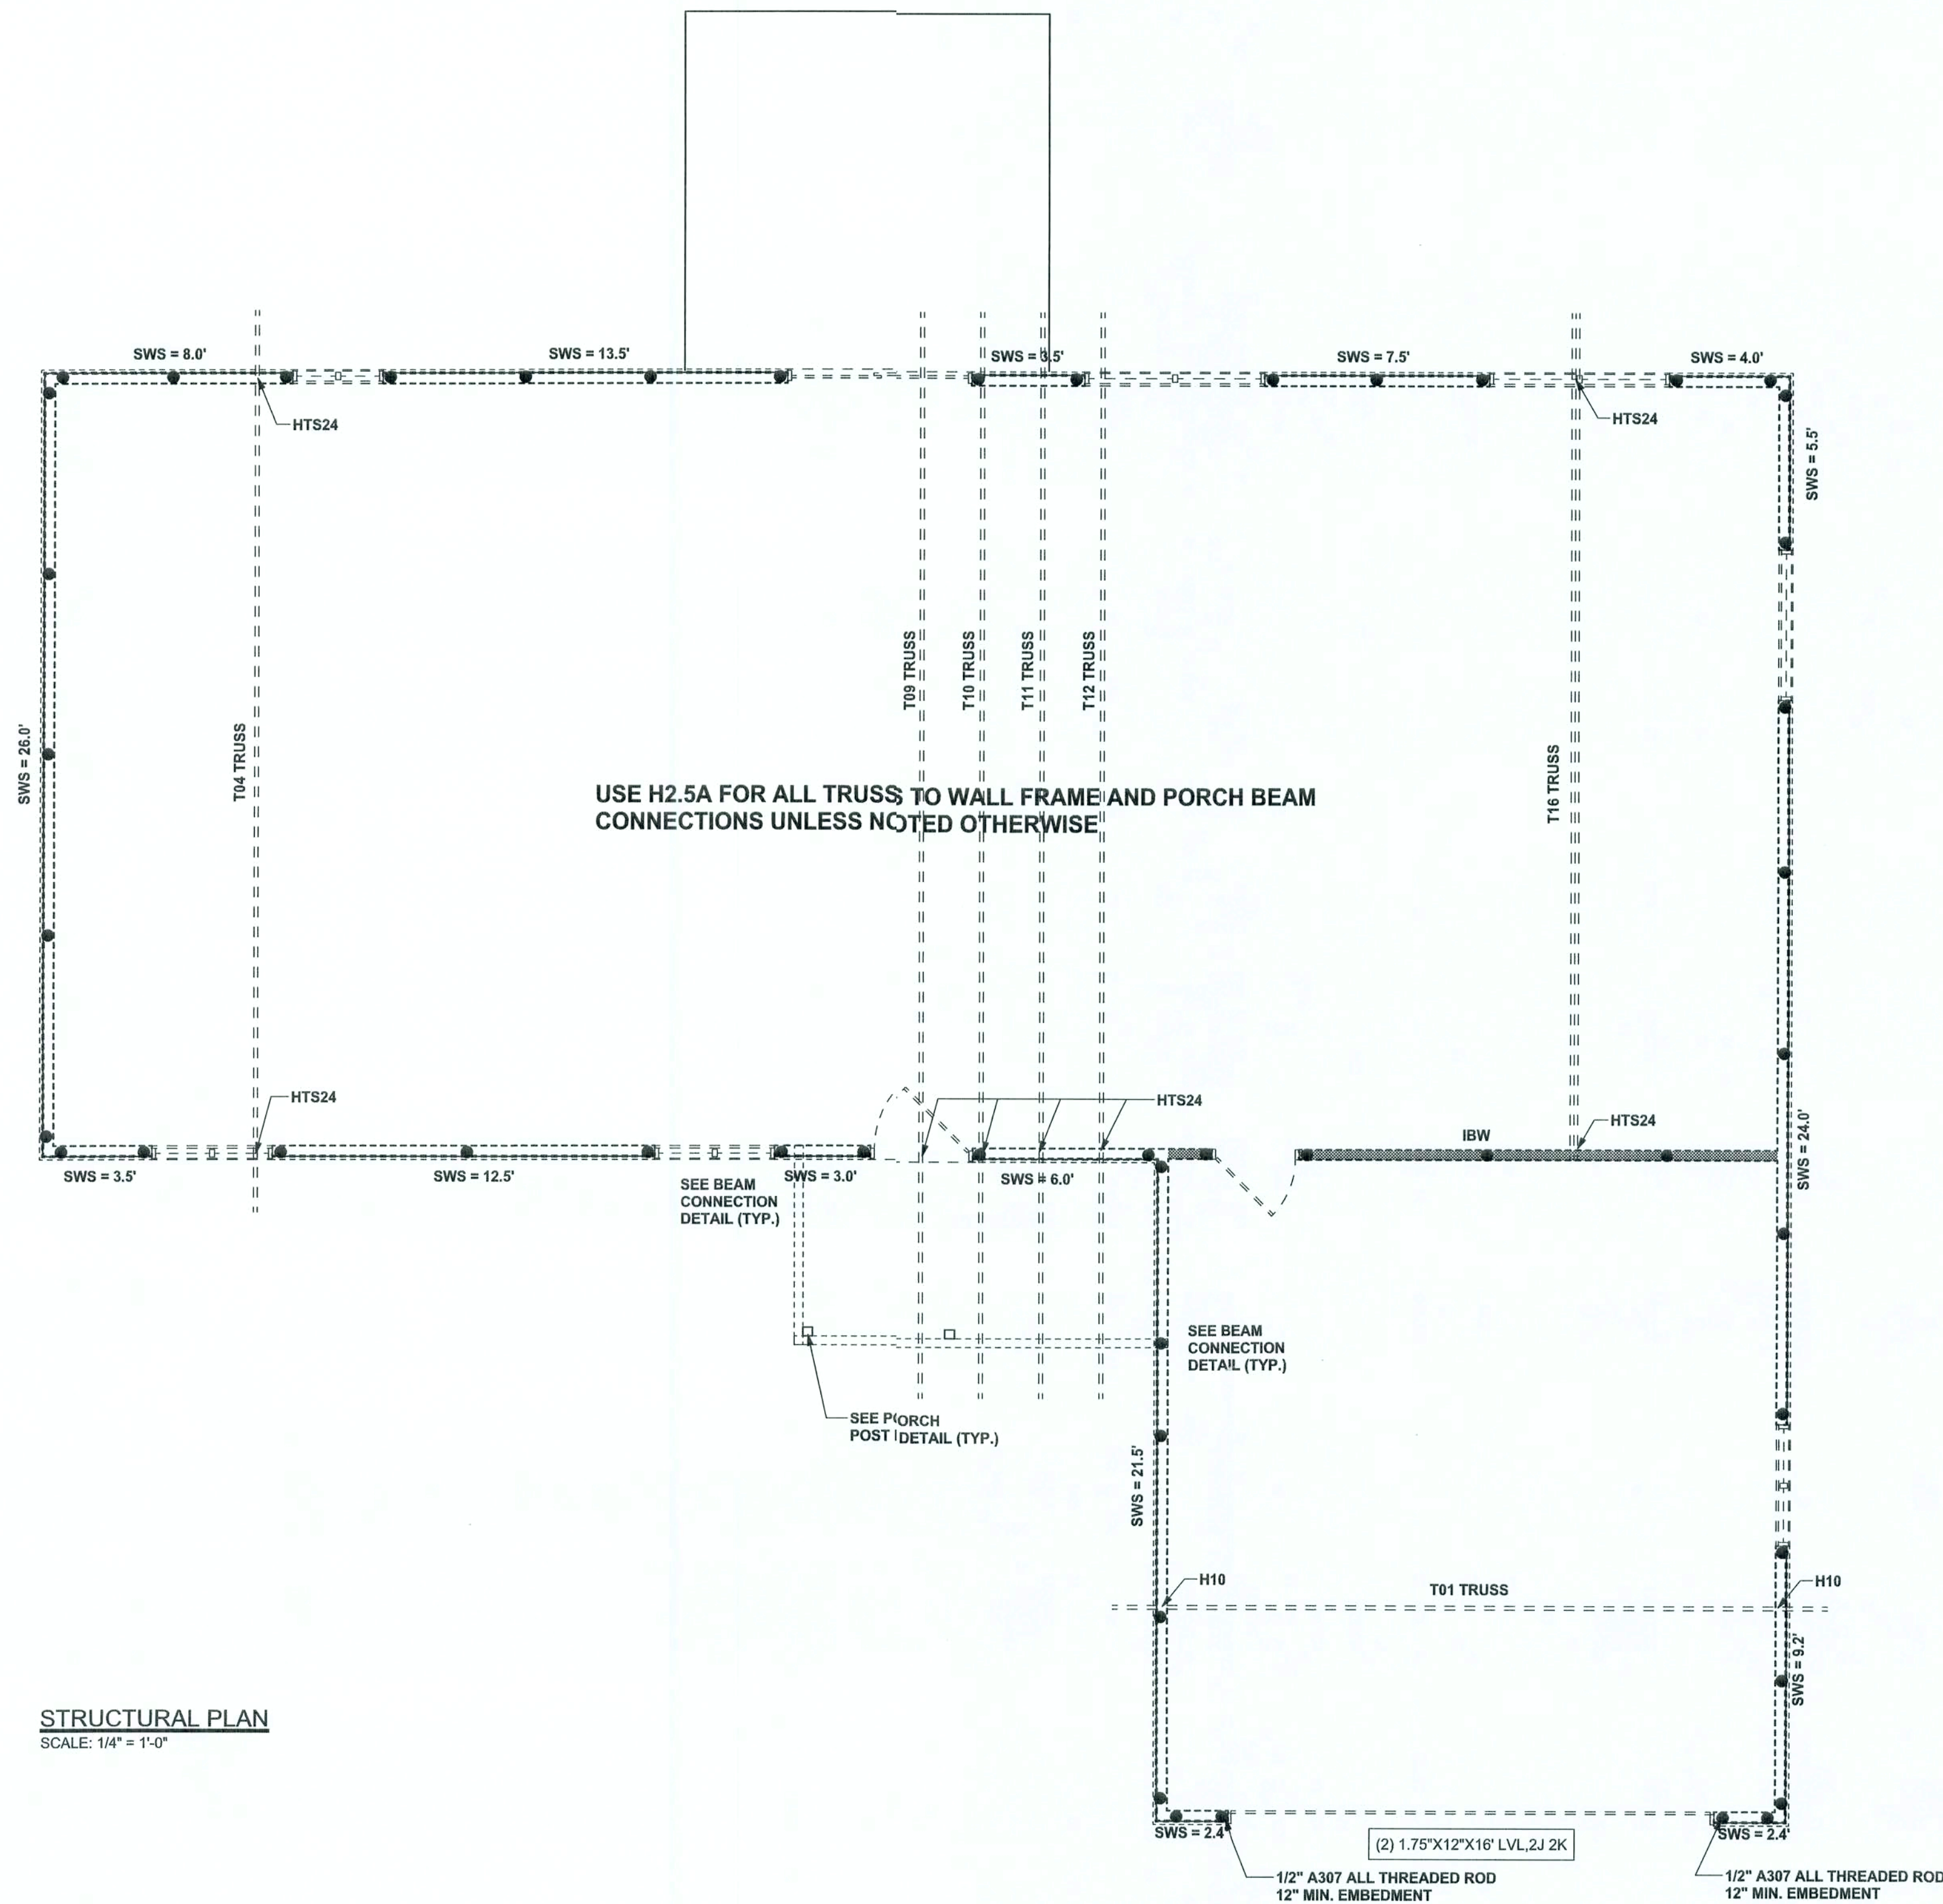 SWS = 8.0'
SWS = 13.5'
SWS = 3.5'
SWS = 7.5'
SWS = 4.0'
HTS24
HTS24
SWS = 5.5'
SWS = 26.0'
T04 TRUSS
T09 TRUSS
T10 TRUSS
T11 TRUSS
T12 TRUSS
T16 TRUSS
USE H2.5A FOR ALL TRUSS TO WALL FRAME AND PORCH BEAM
CONNECTIONS UNLESS NOTED OTHERWISE
HTS24
HTS24
HTS24
IBW
SWS = 24.0'
SWS = 3.5'
SWS = 12.5'
SWS = 3.0'
SWS = 6.0'
SEE BEAM
CONNECTION
DETAIL (TYP.)
SEE BEAM
CONNECTION
DETAIL (TYP.)
SEE PORCH
POST DETAIL (TYP.)
SWS = 21.5'
H10
T01 TRUSS
H10
SWS = 9.2'
STRUCTURAL PLAN
SCALE: 1/4" = 1'-0"
SWS = 2.4'
(2) 1.75"X12"X16' LVL,2J 2K
SWS = 2.4'
1/2" A307 ALL THREADED ROD
12" MIN. EMBEDMENT
1/2" A307 ALL THREADED ROD
12" MIN. EMBEDMENT